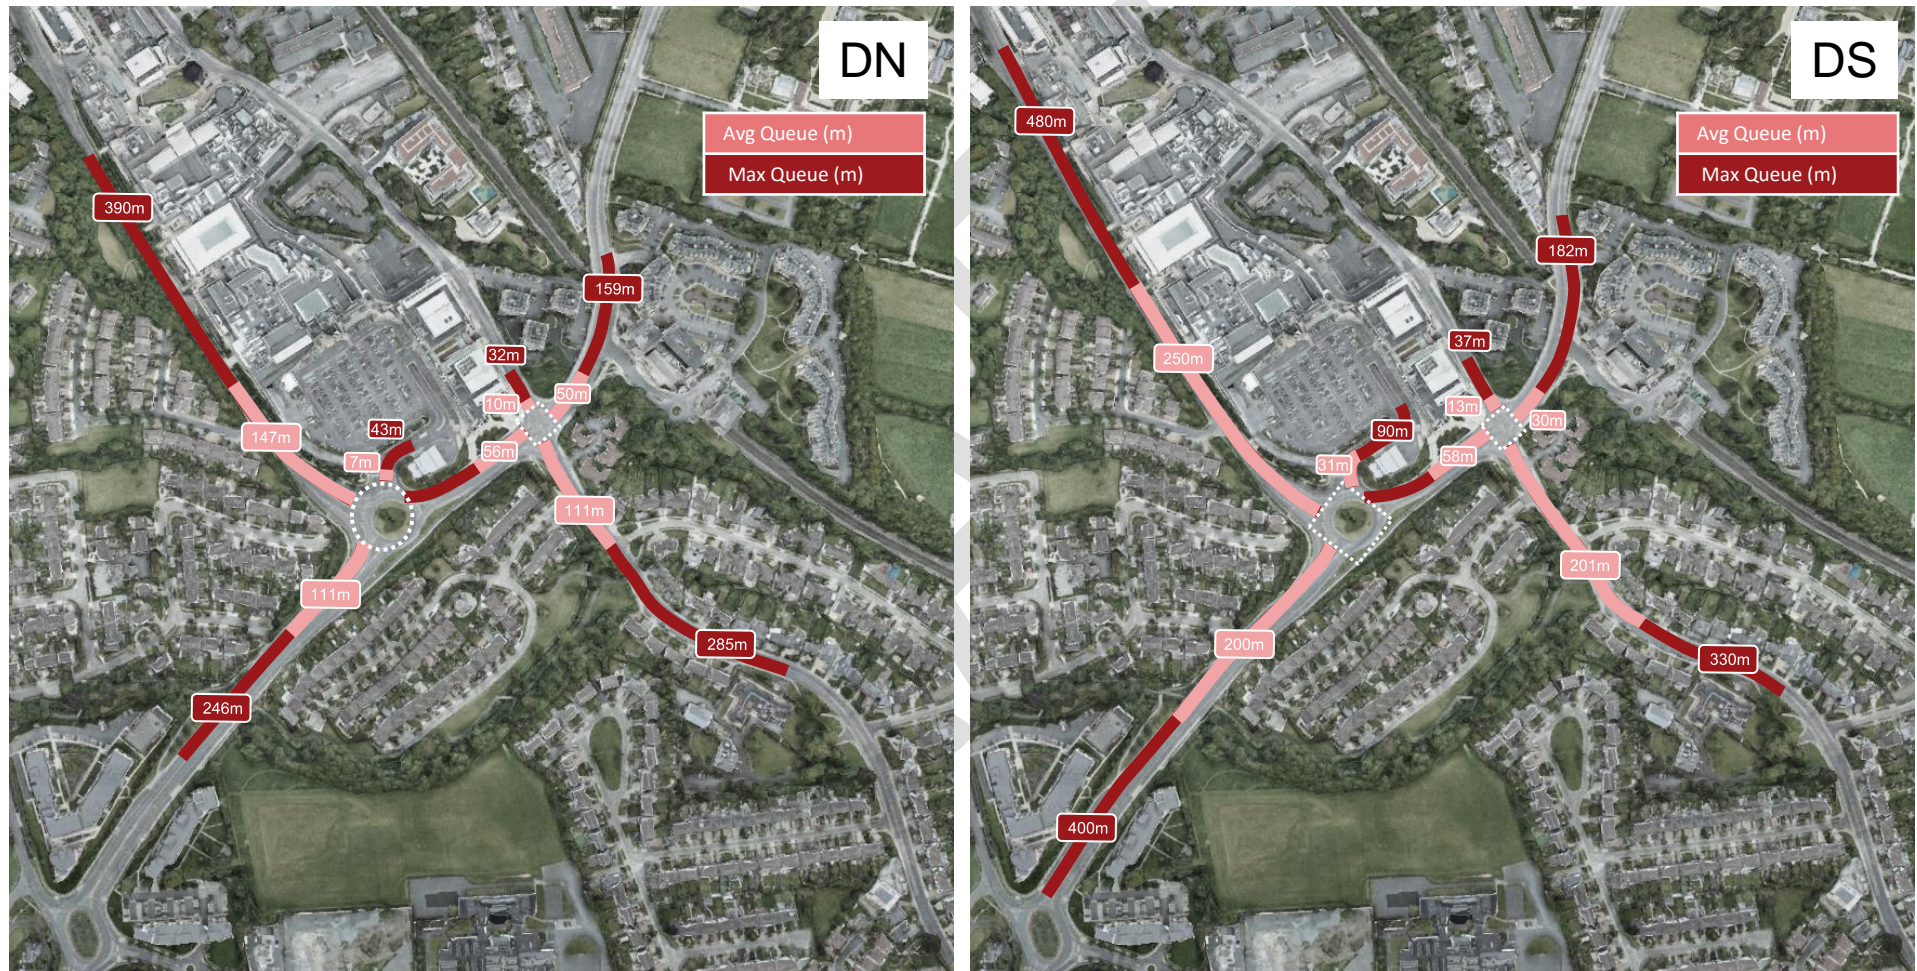 DN
Avg Queue (m)
Max Queue (m)
390m
159m
32m
50m
10m
43m
147m
56m
7m
111m
111m
285m
246m
DS
Avg Queue (m)
Max Queue (m)
480m
182m
37m
250m
13m
30m
90m
58m
31m
201m
200m
330m
400m